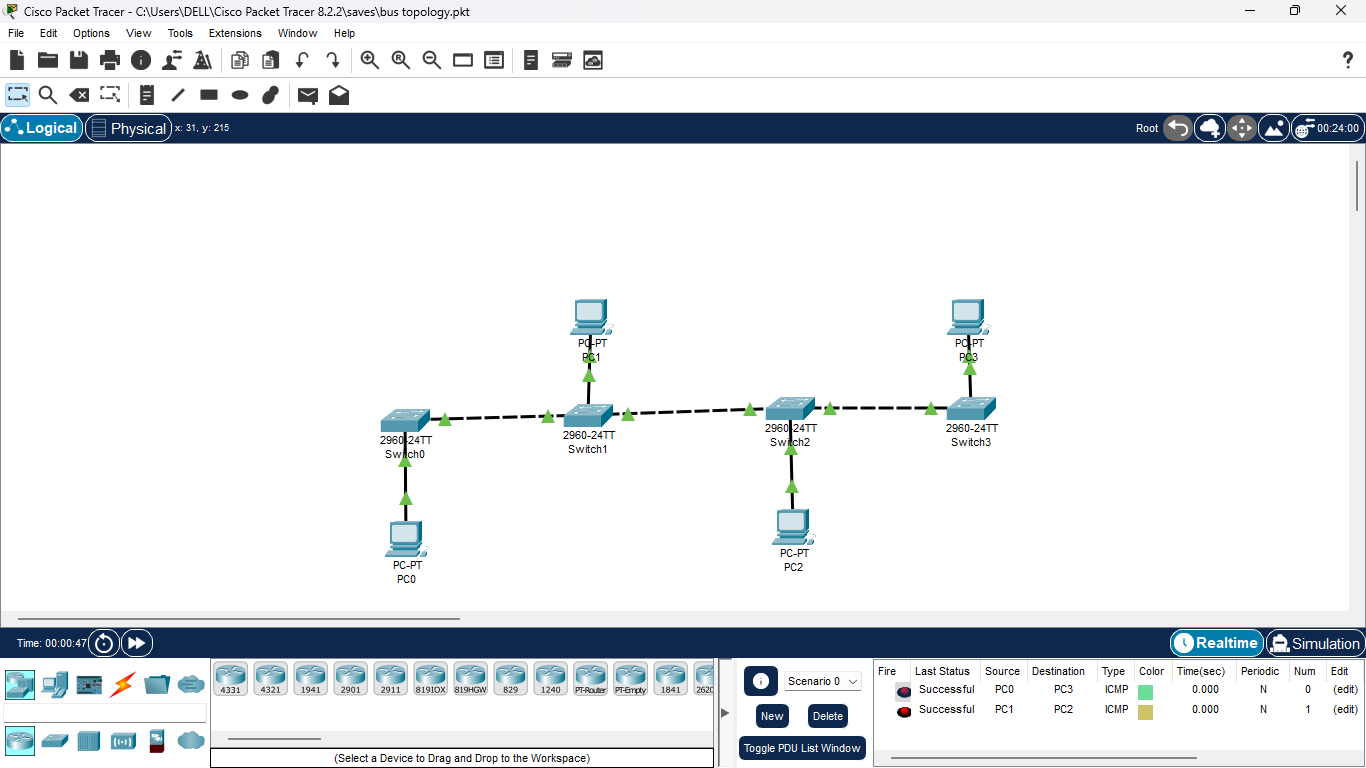 Cisco Packet Tracer - C:\Users\DELL\Cisco Packet Tracer 8.2.2\saves\bus topology.pkt
File Edit Options View Tools Extensions Window Help
?
Logical Physical x: 31, y: 215 Root 00:24:00
PC-PT
PC1
PC-PT
PC3
2960-24TT
Switch0
2960-24TT
Switch1
2960-24TT
Switch2
2960-24TT
Switch3
PC-PT
PC0
PC-PT
PC2
Time: 00:00:47 Realtime Simulation
4331 4321 1941 2901 2911 819IOX 819HGW 829 1240 PT-Router PT-Empty 1841 2620
(Select a Device to Drag and Drop to the Workspace)
Scenario 0
New Delete
Toggle PDU List Window
Fire Last Status Source Destination Type Color Time(sec) Periodic Num Edit
Successful PC0 PC3 ICMP 0.000 N 0 (edit)
Successful PC1 PC2 ICMP 0.000 N 1 (edit)